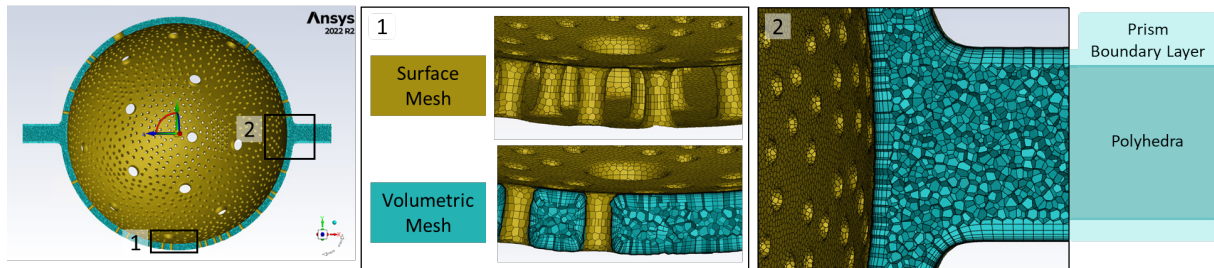 Ansys
2022 R2
2
1
1
Surface
Mesh
Volumetric
Mesh
2
Prism
Boundary Layer
Polyhedra